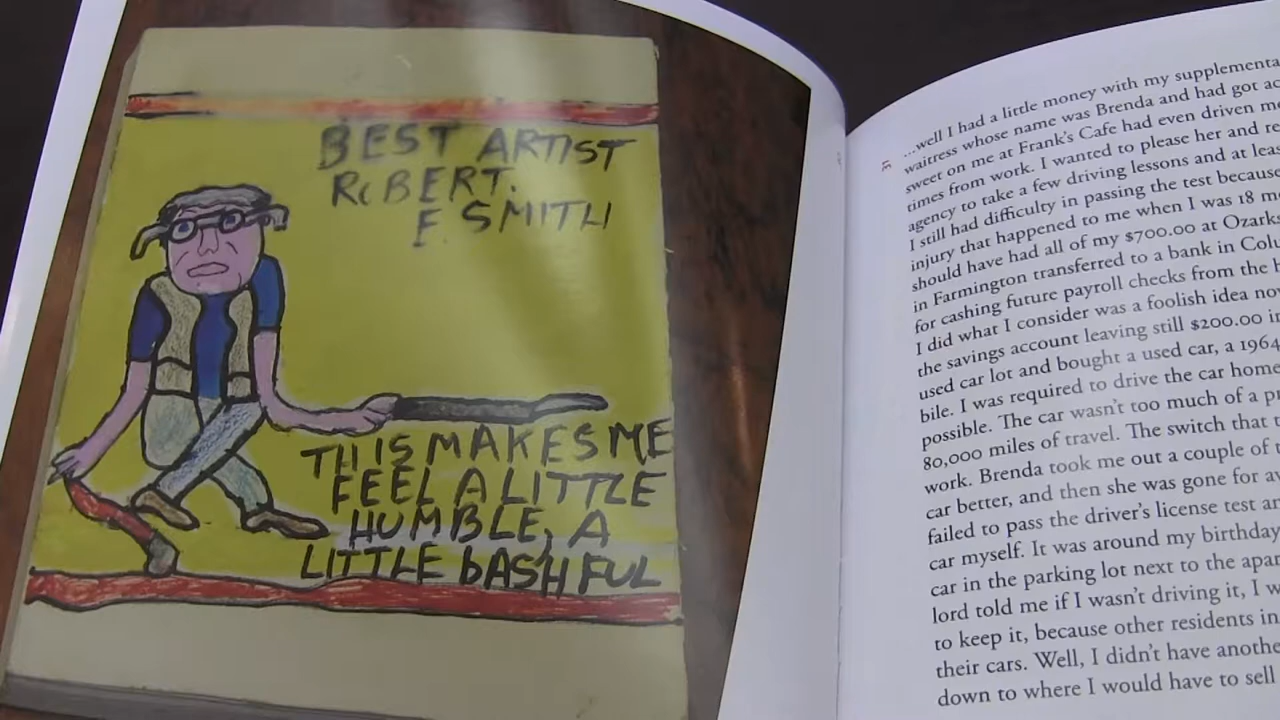 BEST ARTIST
ROBERT.
E. SMITH
THIS MAKES ME
FEEL A LITTLE
HUMBLE, A
LITTLE bASHFUL
...well I had a little money with my supplementa
waitress whose name was Brenda and had got ac
sweet on me at Frank's Cafe had even driven m
times from work. I wanted to please her and re
agency to take a few driving lessons and at leas
I still had difficulty in passing the test because
injury that happened to me when I was 18 m
should have had all of my $700.00 at Ozark
in Farmington transferred to a bank in Colu
for cashing future payroll checks from the h
I did what I consider was a foolish idea no
the savings account leaving still $200.00 in
used car lot and bought a used car, a 1964
bile. I was required to drive the car home
possible. The car wasn't too much of a p
80,000 miles of travel. The switch that t
work. Brenda took me out a couple of t
car better, and then she was gone for aw
failed to pass the driver's license test an
car myself. It was around my birthday
car in the parking lot next to the apar
lord told me if I wasn't driving it, I w
to keep it, because other residents in
their cars. Well, I didn't have anothe
down to where I would have to sell